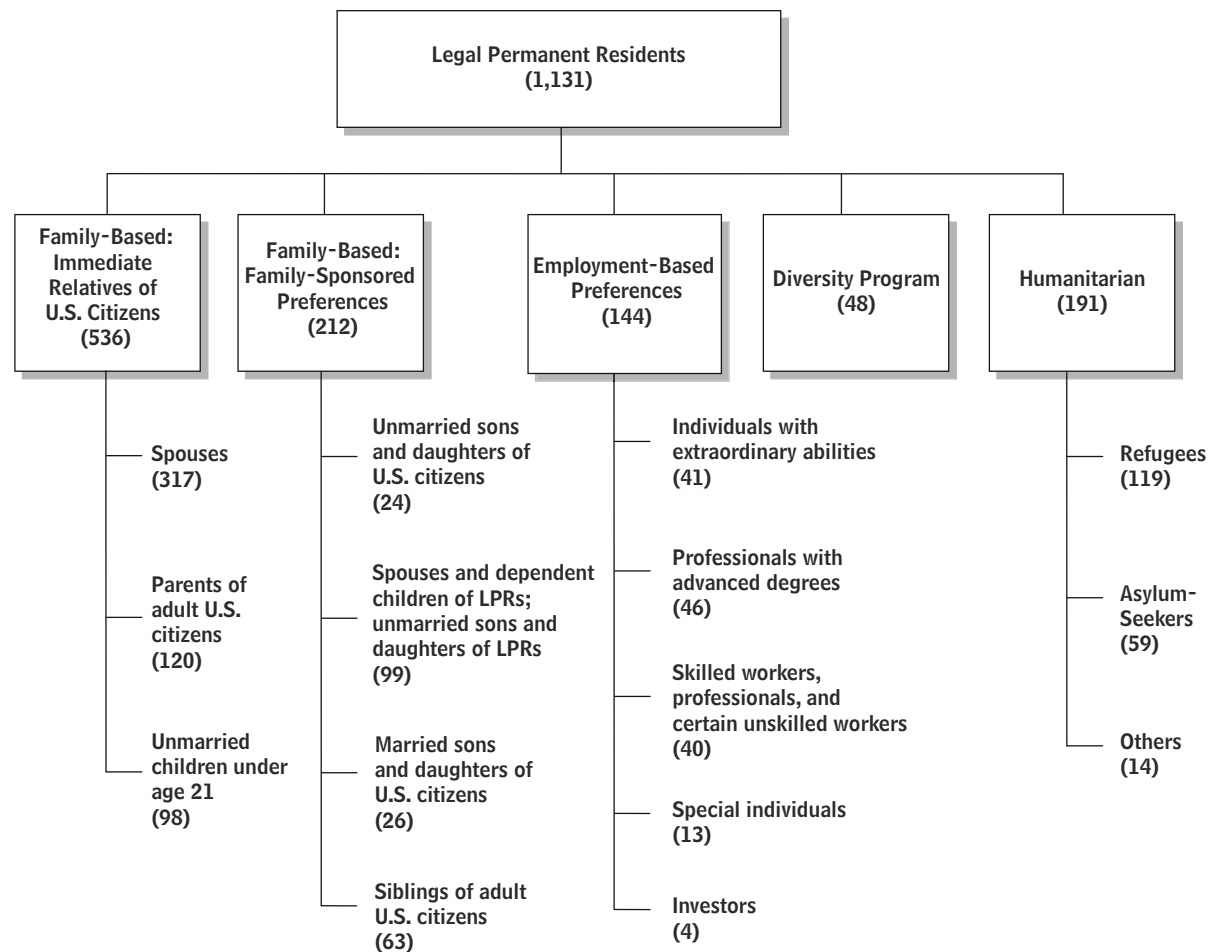 Legal Permanent Residents
(1,131)
Family-Based:
Immediate
Relatives of
U.S. Citizens
(536)
Family-Based:
Family-Sponsored
Preferences
(212)
Employment-Based
Preferences
(144)
Diversity Program
(48)
Humanitarian
(191)
Spouses
(317)
Parents of
adult U.S.
citizens
(120)
Unmarried
children under
age 21
(98)
Unmarried sons
and daughters of
U.S. citizens
(24)
Spouses and dependent
children of LPRs;
unmarried sons and
daughters of LPRs
(99)
Married sons
and daughters of
U.S. citizens
(26)
Siblings of adult
U.S. citizens
(63)
Individuals with
extraordinary abilities
(41)
Professionals with
advanced degrees
(46)
Skilled workers,
professionals, and
certain unskilled workers
(40)
Special individuals
(13)
Investors
(4)
Refugees
(119)
Asylum-
Seekers
(59)
Others
(14)